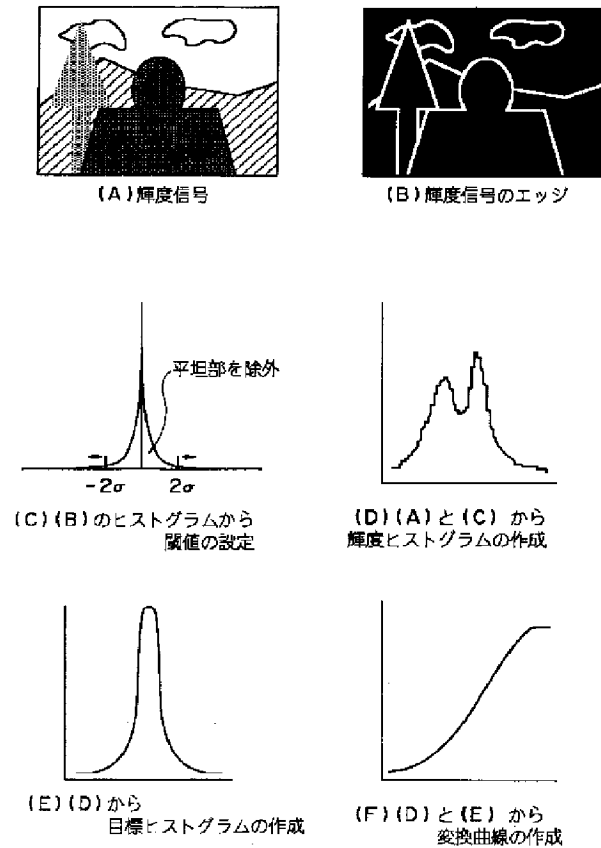 (A)輝度信号
(B)輝度信号のエッジ
平坦部を除外
-2σ
2σ
(C)(B)のヒストグラムから
閾値の設定
(D)(A)と(C)から
輝度ヒストグラムの作成
(E)(D)から
目標ヒストグラムの作成
(F)(D)と(E)から
変換曲線の作成